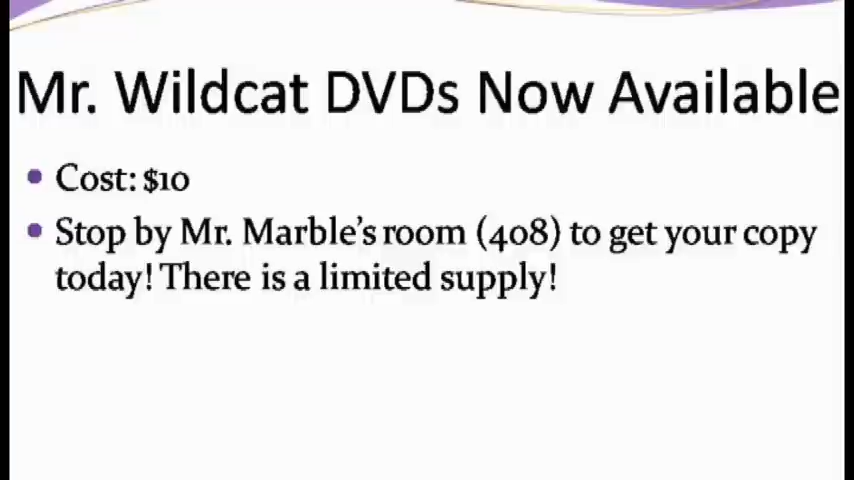 Mr. Wildcat DVDs Now Available
• Cost: $10
• Stop by Mr. Marble's room (408) to get your copy
today! There is a limited supply!